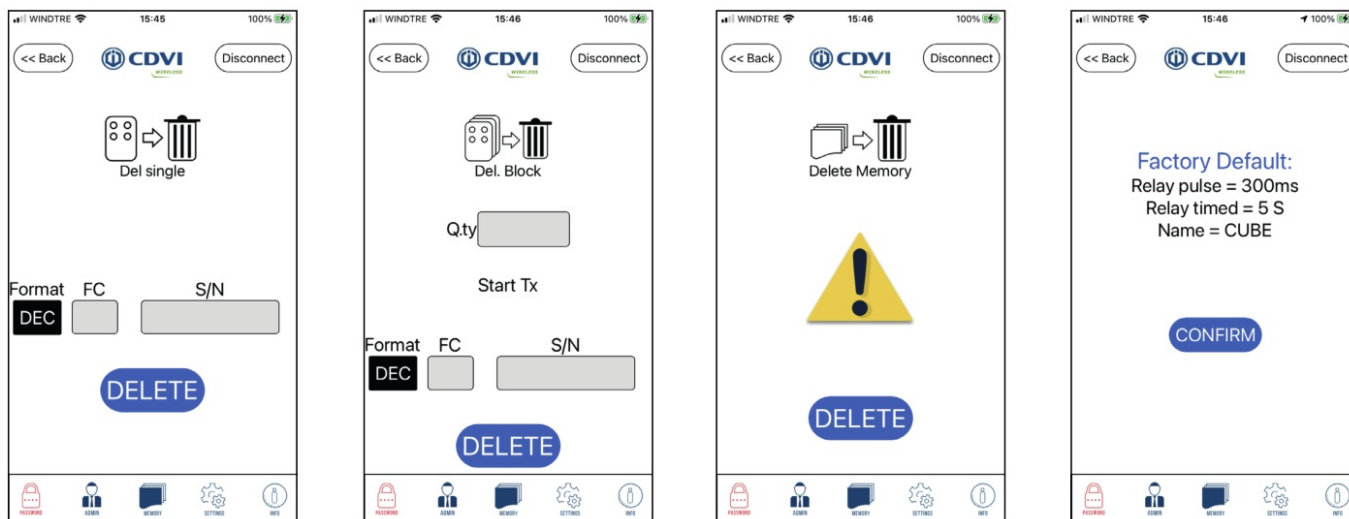 WINDTRE 15:45 100%
<< Back CDVI Disconnect
WIRELESS
Del single
Format FC S/N
DEC
DELETE
PASSWORD ADMIN MEMORY SETTINGS INFO
WINDTRE 15:46 100%
<< Back CDVI Disconnect
WIRELESS
Del. Block
Q.ty
Start Tx
Format FC S/N
DEC
DELETE
PASSWORD ADMIN MEMORY SETTINGS INFO
WINDTRE 15:46 100%
<< Back CDVI Disconnect
WIRELESS
Delete Memory
DELETE
PASSWORD ADMIN MEMORY SETTINGS INFO
WINDTRE 15:46 100%
<< Back CDVI Disconnect
WIRELESS
Factory Default:
Relay pulse = 300ms
Relay timed = 5 S
Name = CUBE
CONFIRM
PASSWORD ADMIN MEMORY SETTINGS INFO